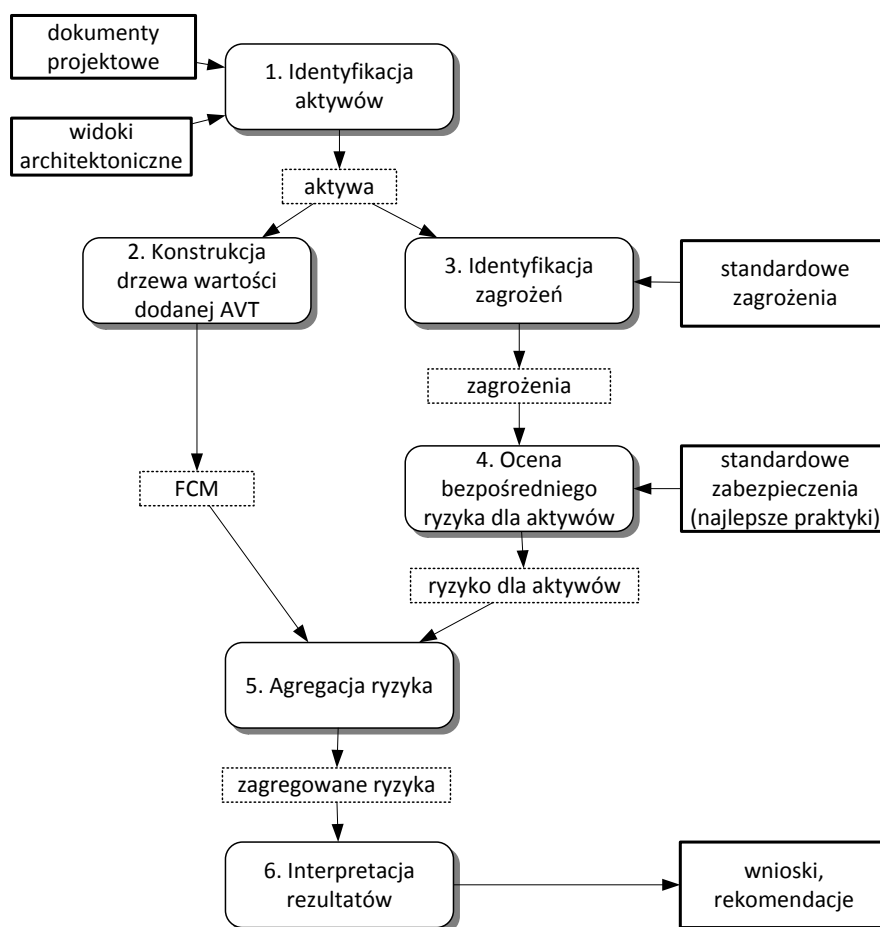 dokumenty
projektowe
1. Identyfikacja
aktywów
widoki
architektoniczne
aktywa
2. Konstrukcja
drzewa wartości
dodanej AVT
3. Identyfikacja
zagrożeń
standardowe
zagrożenia
zagrożenia
FCM
4. Ocena
bezpośredniego
ryzyka dla aktywów
standardowe
zabezpieczenia
(najlepsze praktyki)
ryzyko dla aktywów
5. Agregacja ryzyka
zagregowane ryzyka
6. Interpretacja
rezultatów
wnioski,
rekomendacje